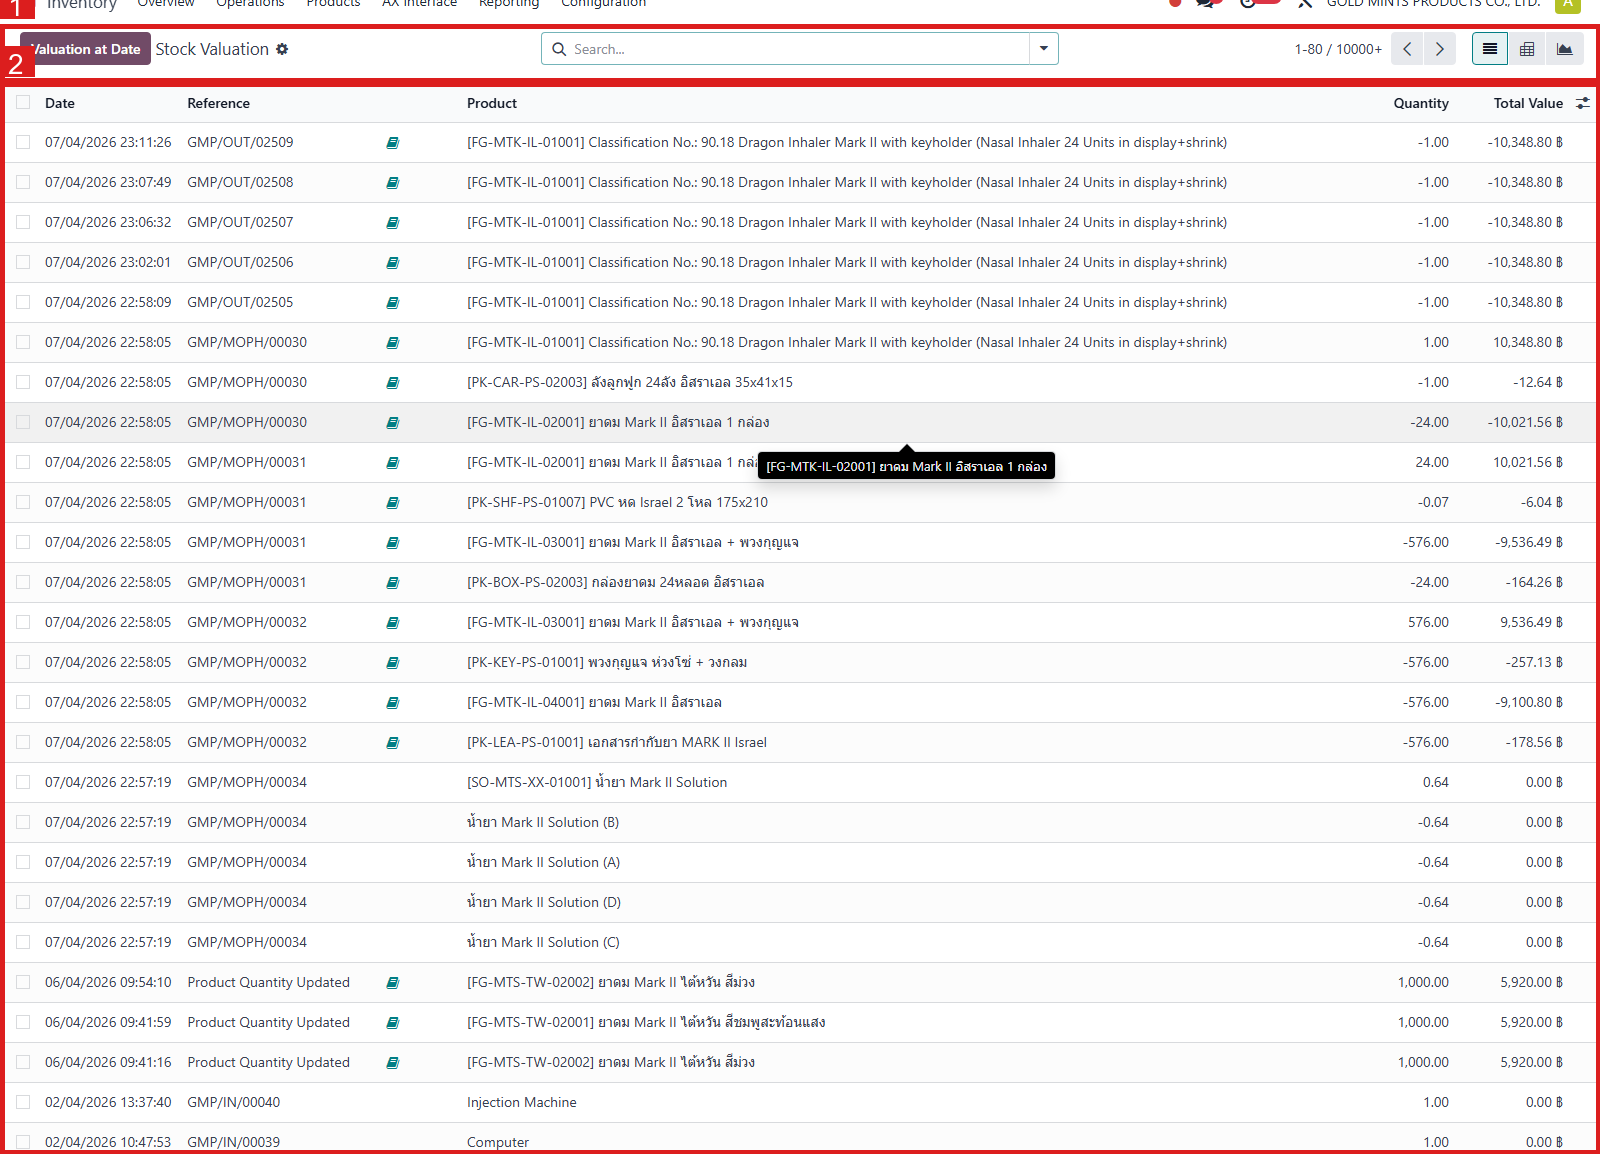 1 Inventory Overview Operations Products AX Interface Reporting Configuration GOLD MINTS PRODUCTS CO., LTD. A
2 Valuation at Date Stock Valuation Search... 1-80 / 10000+
Date Reference Product Quantity Total Value
07/04/2026 23:11:26 GMP/OUT/02509 [FG-MTK-IL-01001] Classification No.: 90.18 Dragon Inhaler Mark II with keyholder (Nasal Inhaler 24 Units in display+shrink) -1.00 -10,348.80 ฿
07/04/2026 23:07:49 GMP/OUT/02508 [FG-MTK-IL-01001] Classification No.: 90.18 Dragon Inhaler Mark II with keyholder (Nasal Inhaler 24 Units in display+shrink) -1.00 -10,348.80 ฿
07/04/2026 23:06:32 GMP/OUT/02507 [FG-MTK-IL-01001] Classification No.: 90.18 Dragon Inhaler Mark II with keyholder (Nasal Inhaler 24 Units in display+shrink) -1.00 -10,348.80 ฿
07/04/2026 23:02:01 GMP/OUT/02506 [FG-MTK-IL-01001] Classification No.: 90.18 Dragon Inhaler Mark II with keyholder (Nasal Inhaler 24 Units in display+shrink) -1.00 -10,348.80 ฿
07/04/2026 22:58:09 GMP/OUT/02505 [FG-MTK-IL-01001] Classification No.: 90.18 Dragon Inhaler Mark II with keyholder (Nasal Inhaler 24 Units in display+shrink) -1.00 -10,348.80 ฿
07/04/2026 22:58:05 GMP/MOPH/00030 [FG-MTK-IL-01001] Classification No.: 90.18 Dragon Inhaler Mark II with keyholder (Nasal Inhaler 24 Units in display+shrink) 1.00 10,348.80 ฿
07/04/2026 22:58:05 GMP/MOPH/00030 [PK-CAR-PS-02003] ลังลูกฟูก 24ลัง อิสราเอล 35x41x15 -1.00 -12.64 ฿
07/04/2026 22:58:05 GMP/MOPH/00030 [FG-MTK-IL-02001] ยาดม Mark II อิสราเอล 1 กล่อง -24.00 -10,021.56 ฿
07/04/2026 22:58:05 GMP/MOPH/00031 [FG-MTK-IL-02001] ยาดม Mark II อิสราเอล 1 กล่ 24.00 10,021.56 ฿
[FG-MTK-IL-02001] ยาดม Mark II อิสราเอล 1 กล่อง
07/04/2026 22:58:05 GMP/MOPH/00031 [PK-SHF-PS-01007] PVC หด Israel 2 โหล 175x210 -0.07 -6.04 ฿
07/04/2026 22:58:05 GMP/MOPH/00031 [FG-MTK-IL-03001] ยาดม Mark II อิสราเอล + พวงกุญแจ -576.00 -9,536.49 ฿
07/04/2026 22:58:05 GMP/MOPH/00031 [PK-BOX-PS-02003] กล่องยาดม 24หลอด อิสราเอล -24.00 -164.26 ฿
07/04/2026 22:58:05 GMP/MOPH/00032 [FG-MTK-IL-03001] ยาดม Mark II อิสราเอล + พวงกุญแจ 576.00 9,536.49 ฿
07/04/2026 22:58:05 GMP/MOPH/00032 [PK-KEY-PS-01001] พวงกุญแจ ห่วงโซ่ + วงกลม -576.00 -257.13 ฿
07/04/2026 22:58:05 GMP/MOPH/00032 [FG-MTK-IL-04001] ยาดม Mark II อิสราเอล -576.00 -9,100.80 ฿
07/04/2026 22:58:05 GMP/MOPH/00032 [PK-LEA-PS-01001] เอกสารกำกับยา MARK II Israel -576.00 -178.56 ฿
07/04/2026 22:57:19 GMP/MOPH/00034 [SO-MTS-XX-01001] น้ำยา Mark II Solution 0.64 0.00 ฿
07/04/2026 22:57:19 GMP/MOPH/00034 น้ำยา Mark II Solution (B) -0.64 0.00 ฿
07/04/2026 22:57:19 GMP/MOPH/00034 น้ำยา Mark II Solution (A) -0.64 0.00 ฿
07/04/2026 22:57:19 GMP/MOPH/00034 น้ำยา Mark II Solution (D) -0.64 0.00 ฿
07/04/2026 22:57:19 GMP/MOPH/00034 น้ำยา Mark II Solution (C) -0.64 0.00 ฿
06/04/2026 09:54:10 Product Quantity Updated [FG-MTS-TW-02002] ยาดม Mark II ไต้หวัน สีม่วง 1,000.00 5,920.00 ฿
06/04/2026 09:41:59 Product Quantity Updated [FG-MTS-TW-02001] ยาดม Mark II ไต้หวัน สีชมพูสะท้อนแสง 1,000.00 5,920.00 ฿
06/04/2026 09:41:16 Product Quantity Updated [FG-MTS-TW-02002] ยาดม Mark II ไต้หวัน สีม่วง 1,000.00 5,920.00 ฿
02/04/2026 13:37:40 GMP/IN/00040 Injection Machine 1.00 0.00 ฿
02/04/2026 10:47:53 GMP/IN/00039 Computer 1.00 0.00 ฿